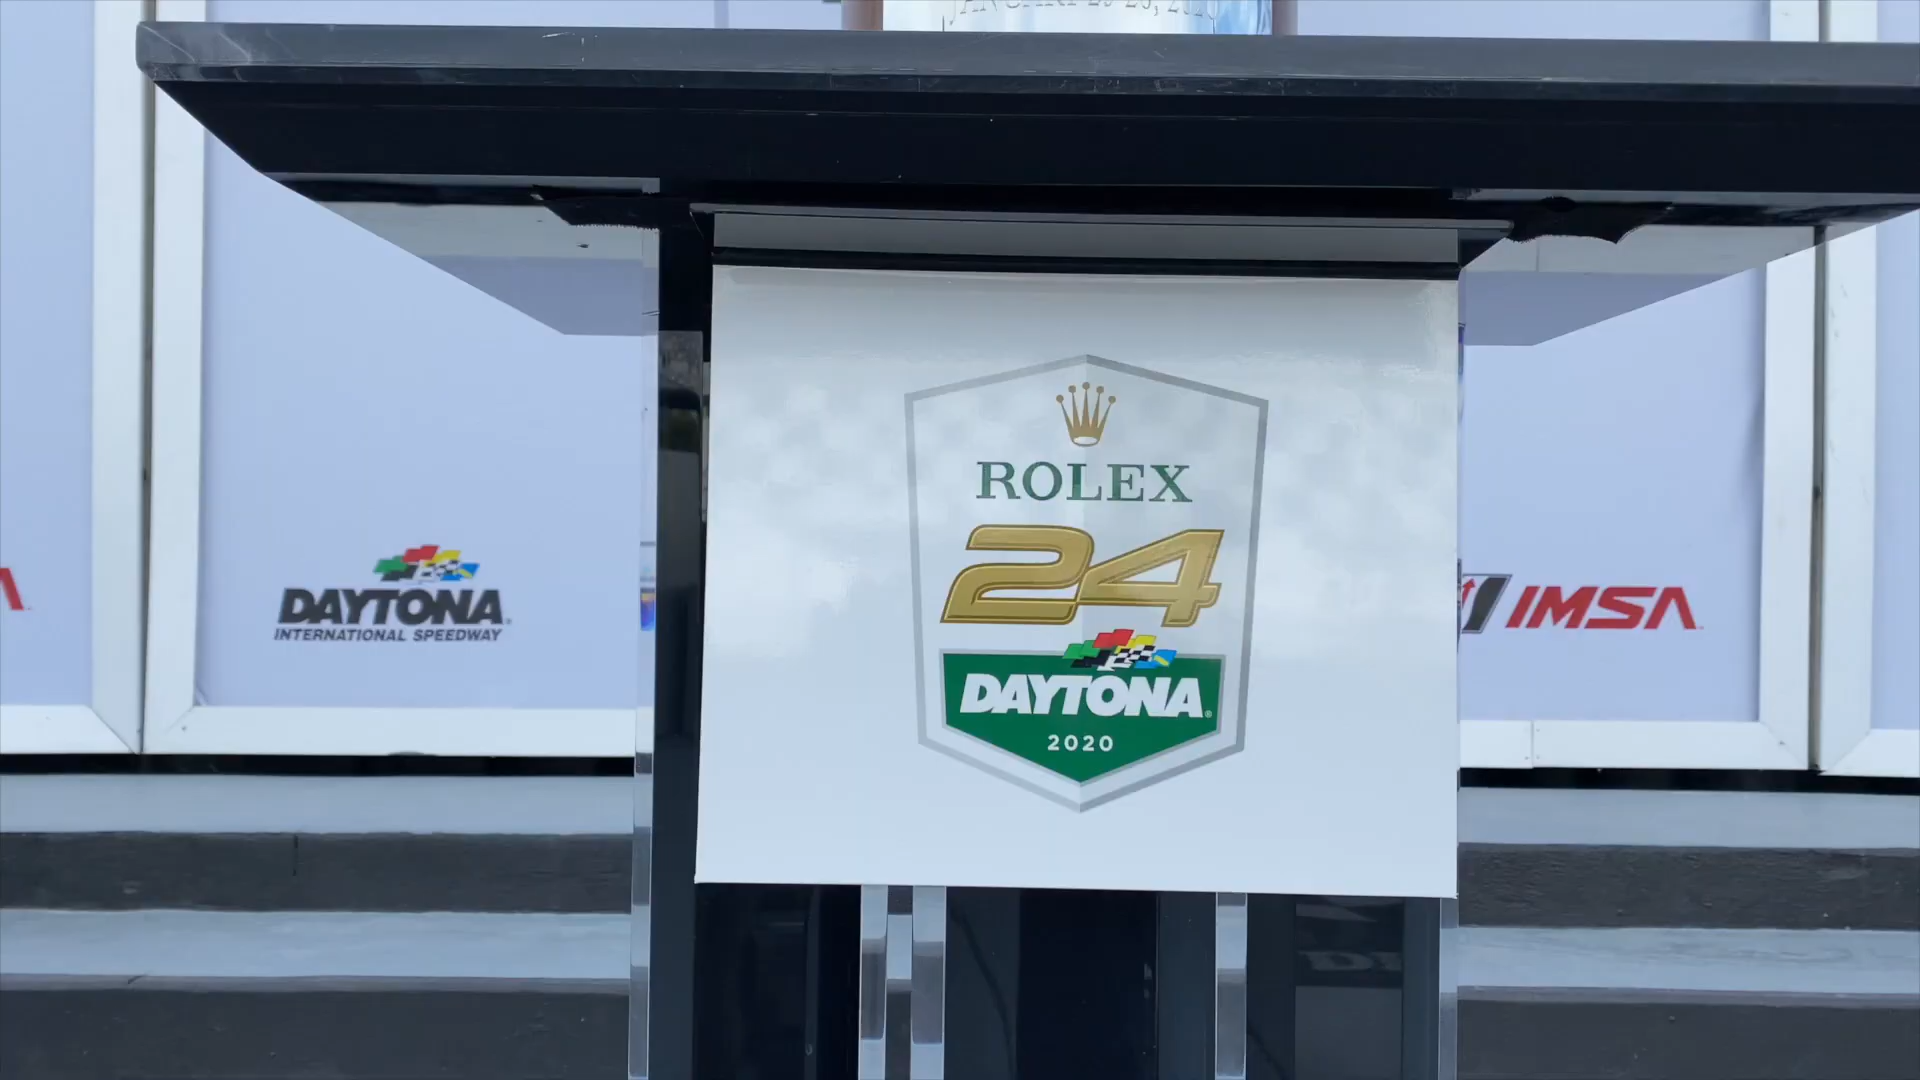 ROLEX
24
DAYTONA
2020
DAYTONA
INTERNATIONAL SPEEDWAY
IMSA